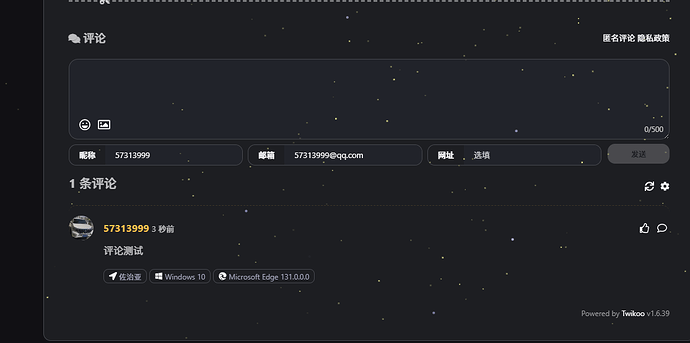 评论 匿名评论 隐私政策
0/500
昵称 57313999 邮箱 57313999@qq.com 网址 选填 发送
1 条评论
57313999 3 秒前
评论测试
佐治亚 Windows 10 Microsoft Edge 131.0.0.0
Powered by Twikoo v1.6.39